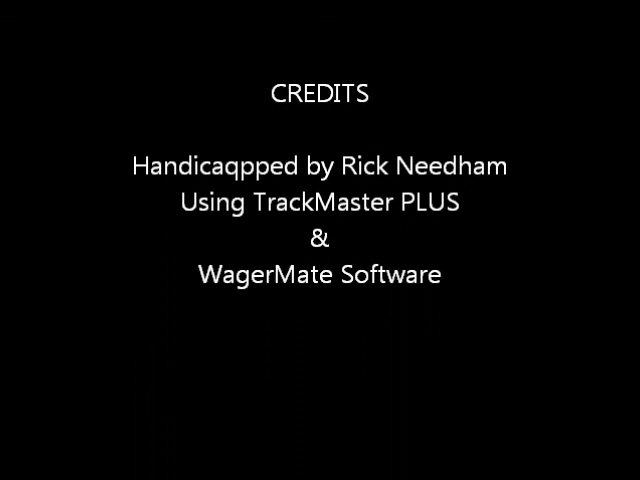 CREDITS
Handicaqpped by Rick Needham
Using TrackMaster PLUS
&
WagerMate Software